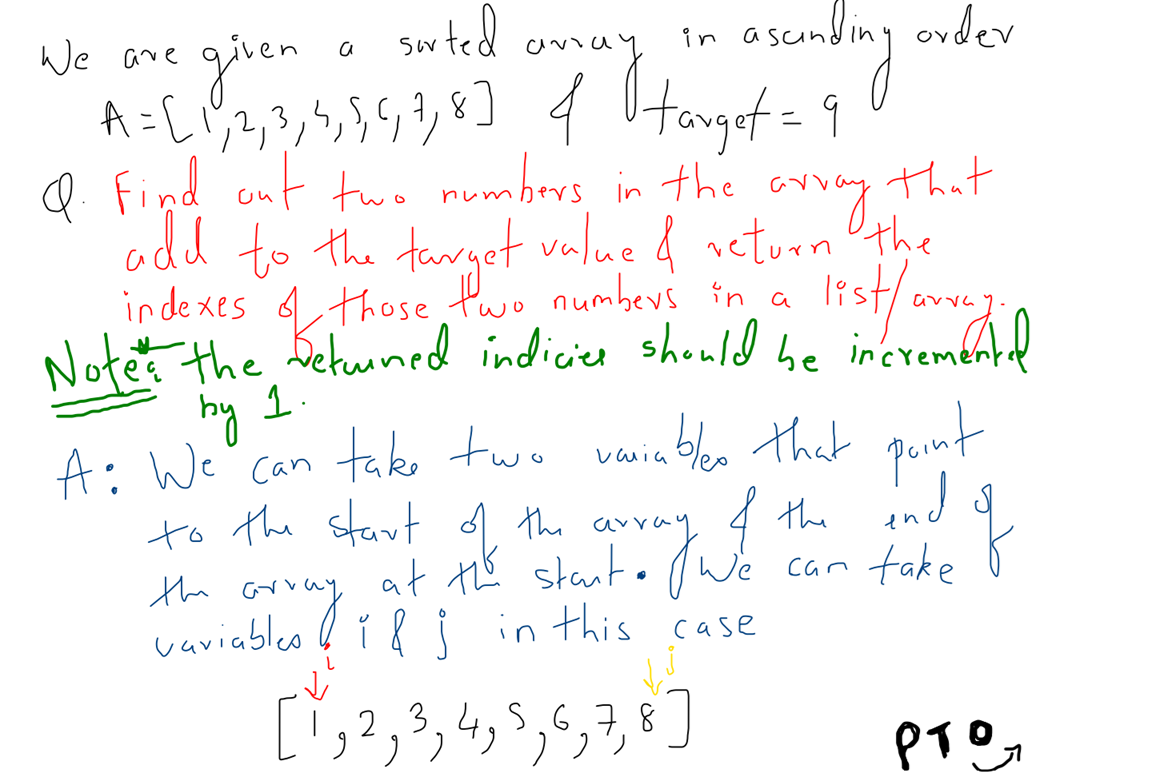 We are given a sorted array in ascending order
A=[1,2,3,4,5,6,7,8] & target = 9
Q. Find out two numbers in the array that
add to the target value & return the
indexes of those two numbers in a list/array.
Note: the returned indicies should be incremented
by 1.
A: We can take two variables that point
to the start of the array & the end of
the array at the start. We can take
variables i & j in this case
i j
[1,2,3,4,5,6,7,8]
PTO